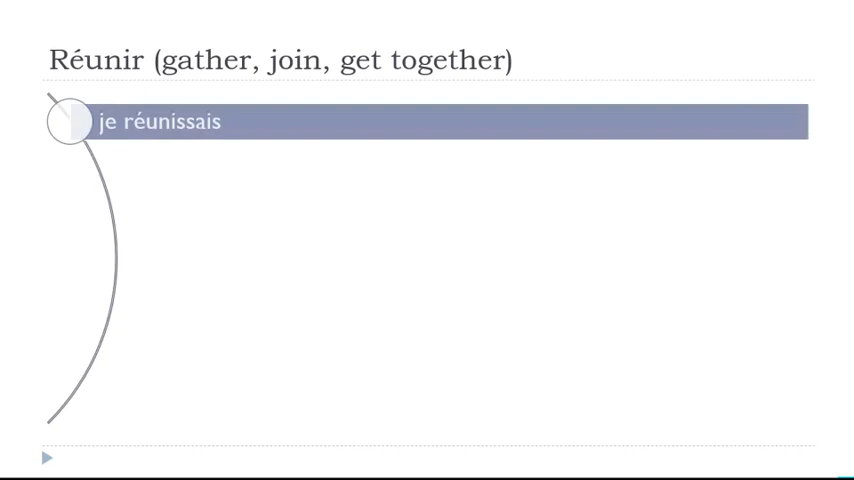 Réunir (gather, join, get together)
je réunissais